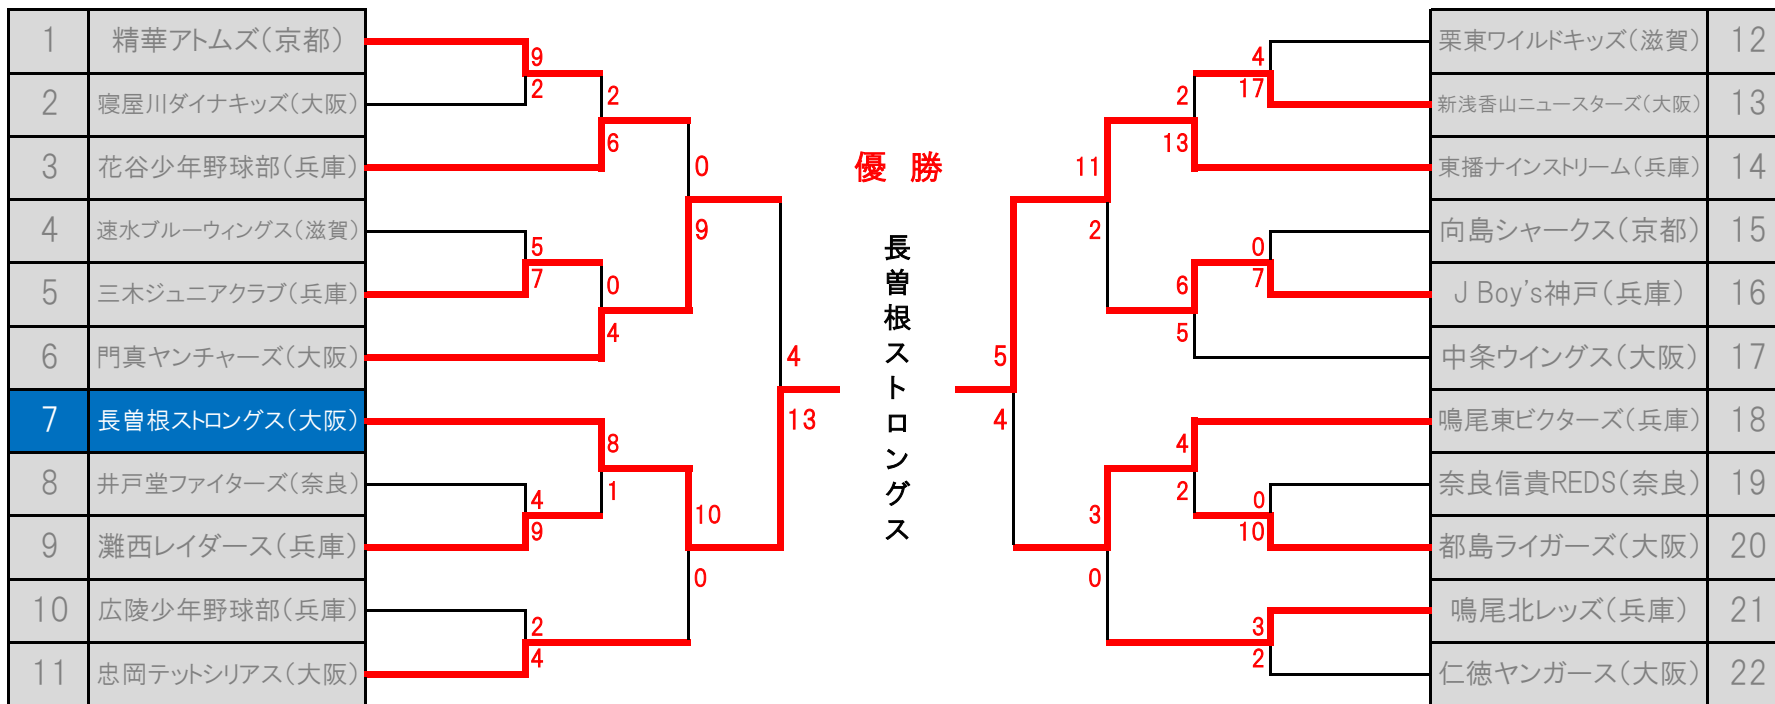 1 精華アトムズ(京都)
2 寝屋川ダイナキッズ(大阪)
3 花谷少年野球部(兵庫)
4 速水ブルーウィングス(滋賀)
5 三木ジュニアクラブ(兵庫)
6 門真ヤンチャーズ(大阪)
7 長曽根ストロングス(大阪)
8 井戸堂ファイターズ(奈良)
9 灘西レイダース(兵庫)
10 広陵少年野球部(兵庫)
11 忠岡テットシリアス(大阪)
9
2
5
7
4
9
2
4
2
6
0
4
8
1
0
9
10
0
4
13
優 勝
長曽根ストロングス
5
4
11
2
3
0
2
13
6
5
4
2
4
17
0
7
0
10
3
2
栗東ワイルドキッズ(滋賀) 12
新浅香山ニュースターズ(大阪) 13
東播ナインストリーム(兵庫) 14
向島シャークス(京都) 15
J Boy's神戸(兵庫) 16
中条ウイングス(大阪) 17
鳴尾東ビクターズ(兵庫) 18
奈良信貴REDS(奈良) 19
都島ライガーズ(大阪) 20
鳴尾北レッズ(兵庫) 21
仁徳ヤンガース(大阪) 22